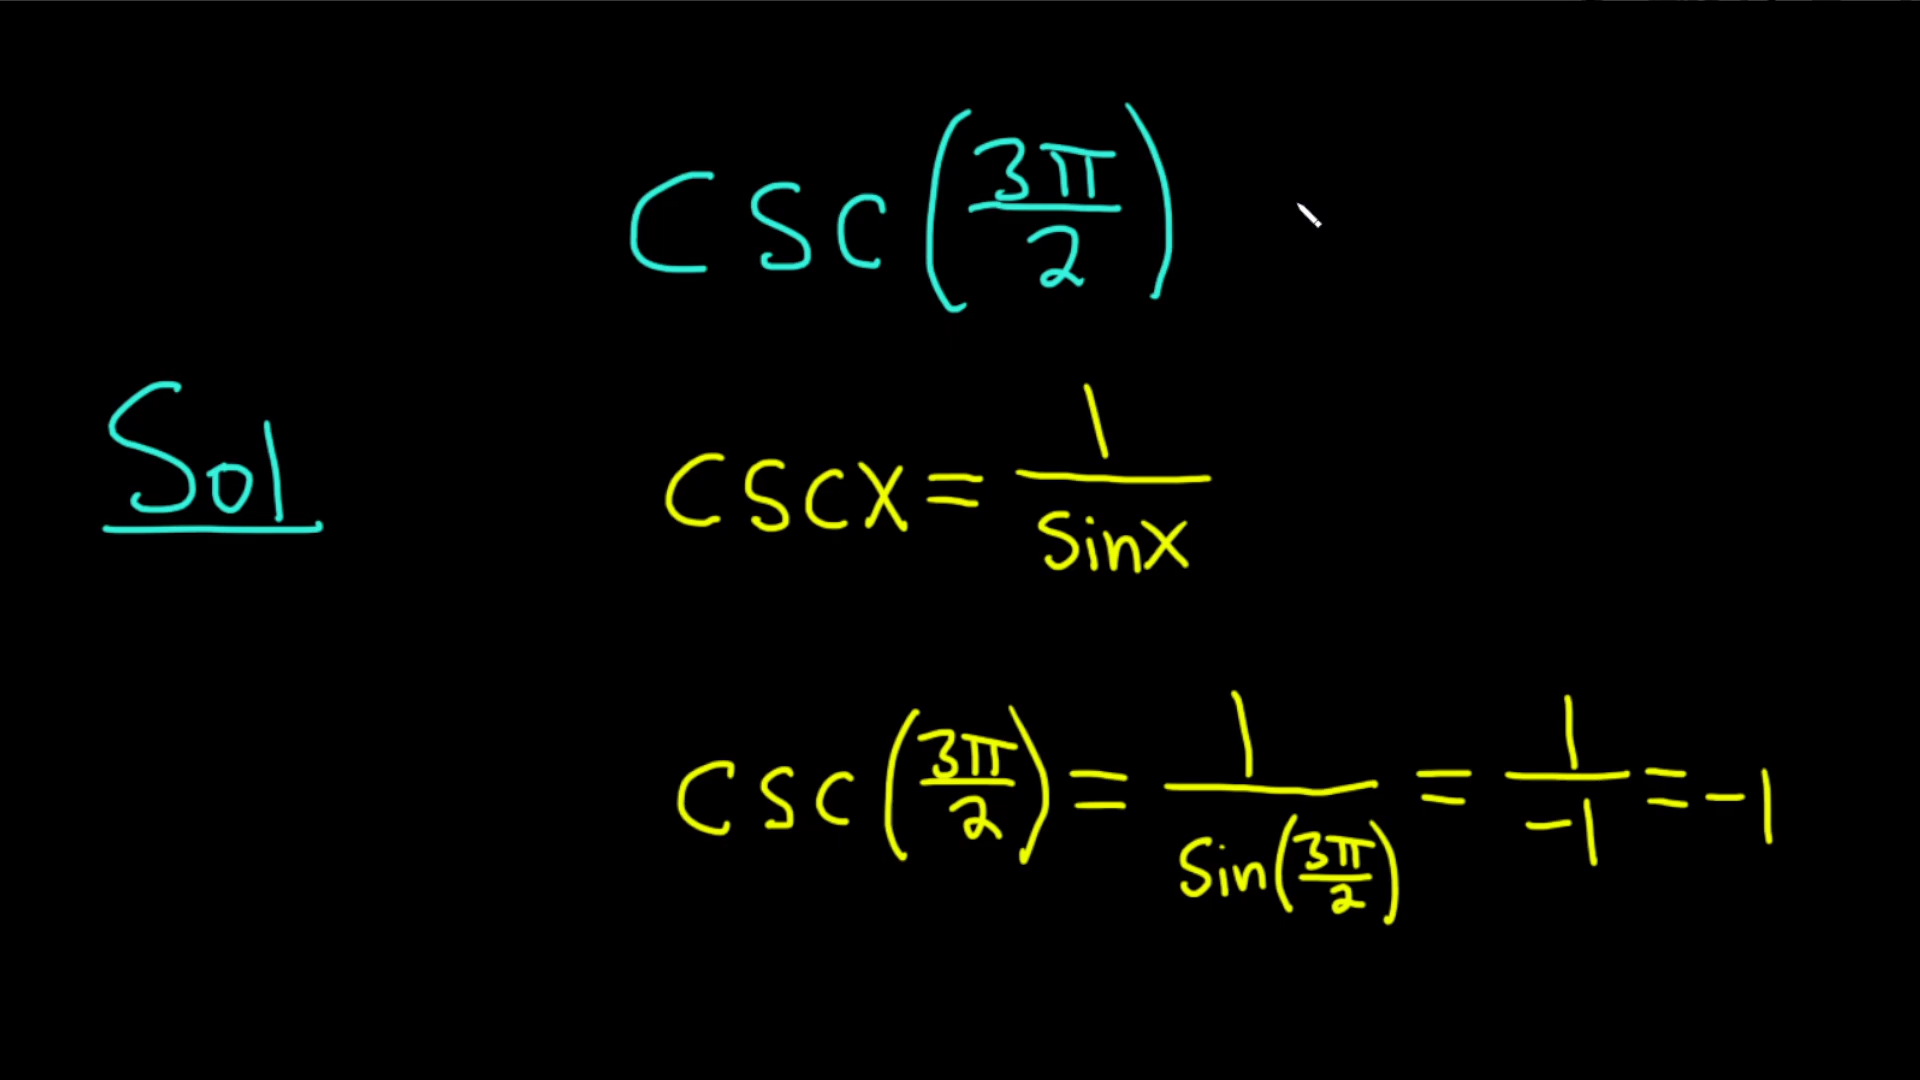 csc(3π/2)
Sol
cscx = 1/sinx
csc(3π/2) = 1/sin(3π/2) = 1/-1 = -1